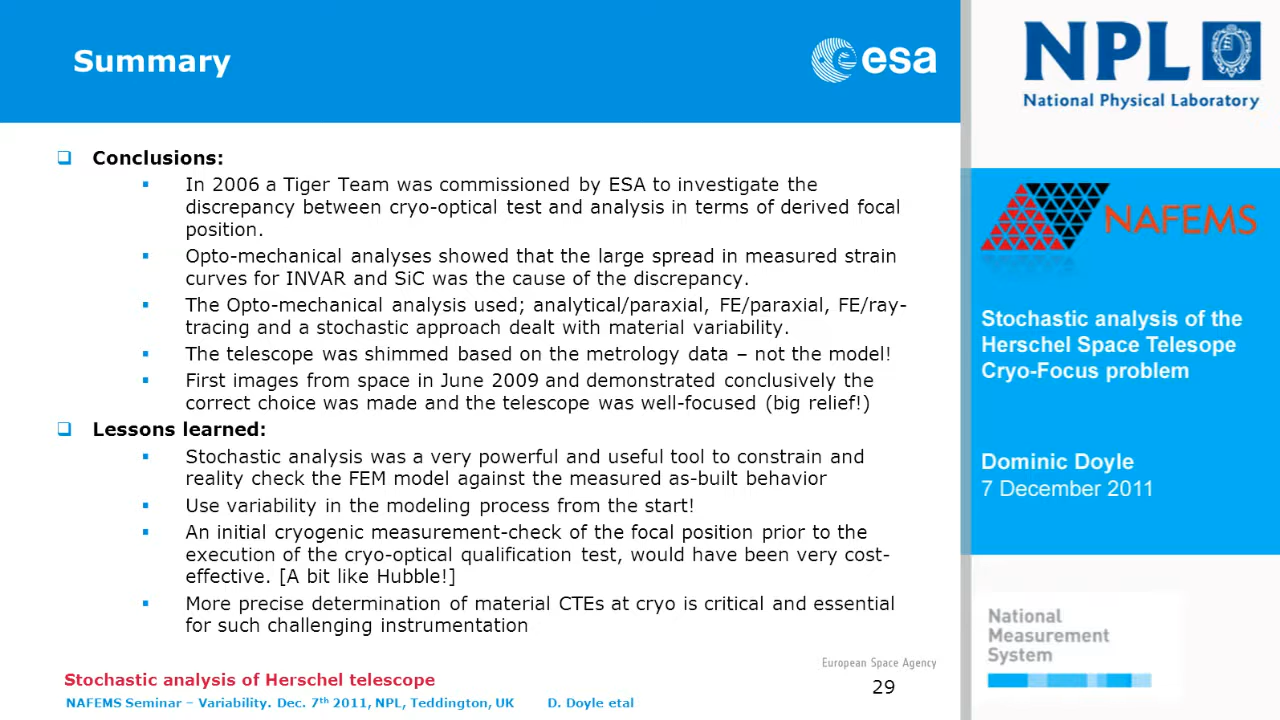 Summary
esa
Conclusions:
In 2006 a Tiger Team was commissioned by ESA to investigate the
discrepancy between cryo-optical test and analysis in terms of derived focal
position.
Opto-mechanical analyses showed that the large spread in measured strain
curves for INVAR and SiC was the cause of the discrepancy.
The Opto-mechanical analysis used; analytical/paraxial, FE/paraxial, FE/ray-
tracing and a stochastic approach dealt with material variability.
The telescope was shimmed based on the metrology data – not the model!
First images from space in June 2009 and demonstrated conclusively the
correct choice was made and the telescope was well-focused (big relief!)
Lessons learned:
Stochastic analysis was a very powerful and useful tool to constrain and
reality check the FEM model against the measured as-built behavior
Use variability in the modeling process from the start!
An initial cryogenic measurement-check of the focal position prior to the
execution of the cryo-optical qualification test, would have been very cost-
effective. [A bit like Hubble!]
More precise determination of material CTEs at cryo is critical and essential
for such challenging instrumentation
European Space Agency
Stochastic analysis of Herschel telescope
29
NAFEMS Seminar – Variability. Dec. 7th 2011, NPL, Teddington, UK D. Doyle etal
NPL
National Physical Laboratory
NAFEMS
Stochastic analysis of the
Herschel Space Telesope
Cryo-Focus problem
Dominic Doyle
7 December 2011
National
Measurement
System